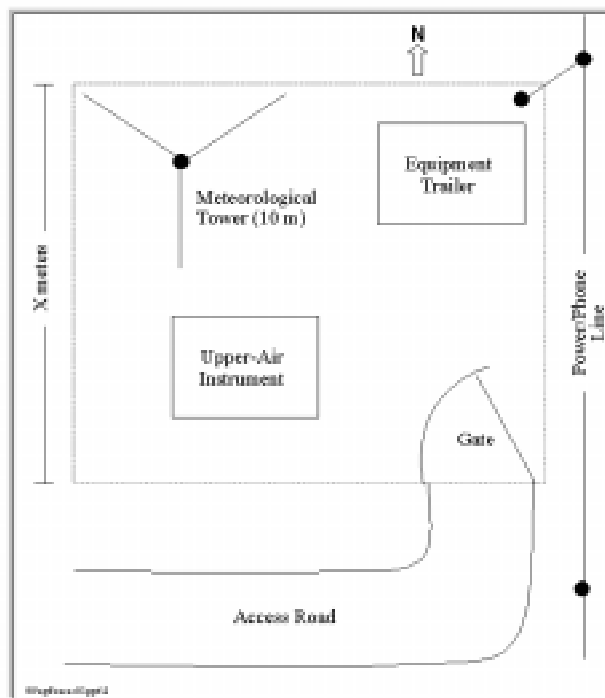 N
Equipment
Trailer
Meteorological
Tower (10 m)
X meters
Power/Phone
Line
Upper-Air
Instrument
Gate
Access Road